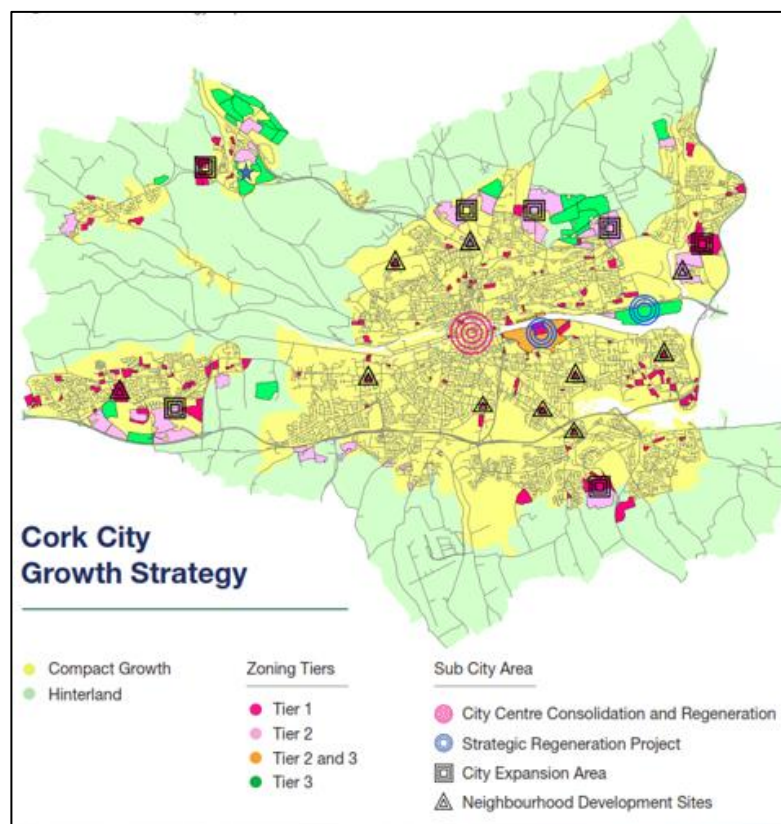 Cork City
Growth Strategy
Compact Growth
Hinterland
Zoning Tiers
Tier 1
Tier 2
Tier 2 and 3
Tier 3
Sub City Area
City Centre Consolidation and Regeneration
Strategic Regeneration Project
City Expansion Area
Neighbourhood Development Sites